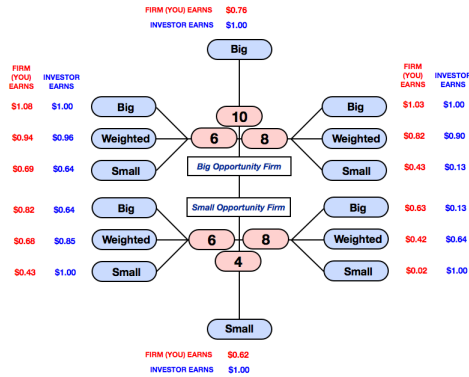 FIRM (YOU) EARNS $0.76
INVESTOR EARNS $1.00
Big
FIRM (YOU) EARNS INVESTOR EARNS
$1.08 $1.00 Big
$0.94 $0.96 Weighted
$0.69 $0.64 Small
10
6 8
FIRM (YOU) EARNS INVESTOR EARNS
Big $1.03 $1.00
Weighted $0.82 $0.90
Small $0.43 $0.13
Big Opportunity Firm
Small Opportunity Firm
$0.82 $0.64 Big
$0.68 $0.85 Weighted
$0.43 $1.00 Small
6 8
4
Big $0.63 $0.13
Weighted $0.42 $0.64
Small $0.02 $1.00
Small
FIRM (YOU) EARNS $0.62
INVESTOR EARNS $1.00